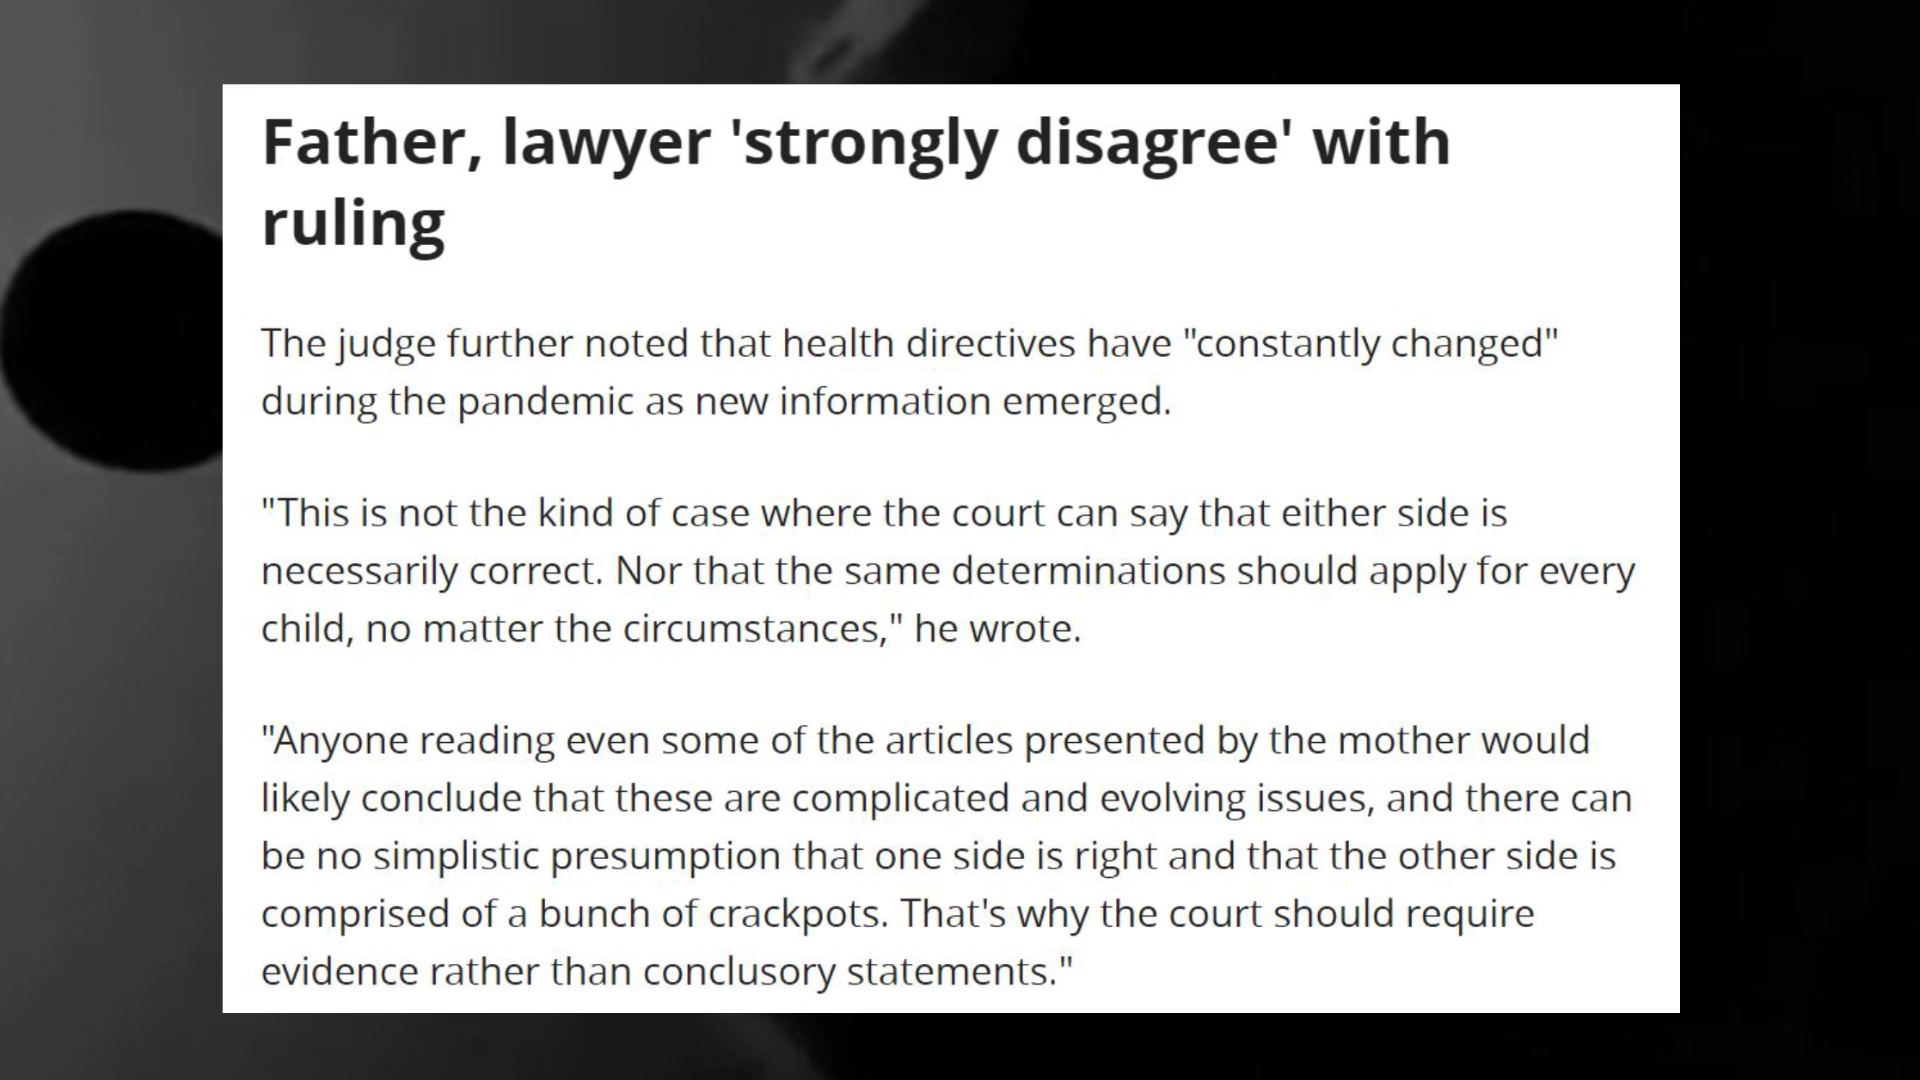 Father, lawyer 'strongly disagree' with
ruling
The judge further noted that health directives have "constantly changed"
during the pandemic as new information emerged.
"This is not the kind of case where the court can say that either side is
necessarily correct. Nor that the same determinations should apply for every
child, no matter the circumstances," he wrote.
"Anyone reading even some of the articles presented by the mother would
likely conclude that these are complicated and evolving issues, and there can
be no simplistic presumption that one side is right and that the other side is
comprised of a bunch of crackpots. That's why the court should require
evidence rather than conclusory statements."